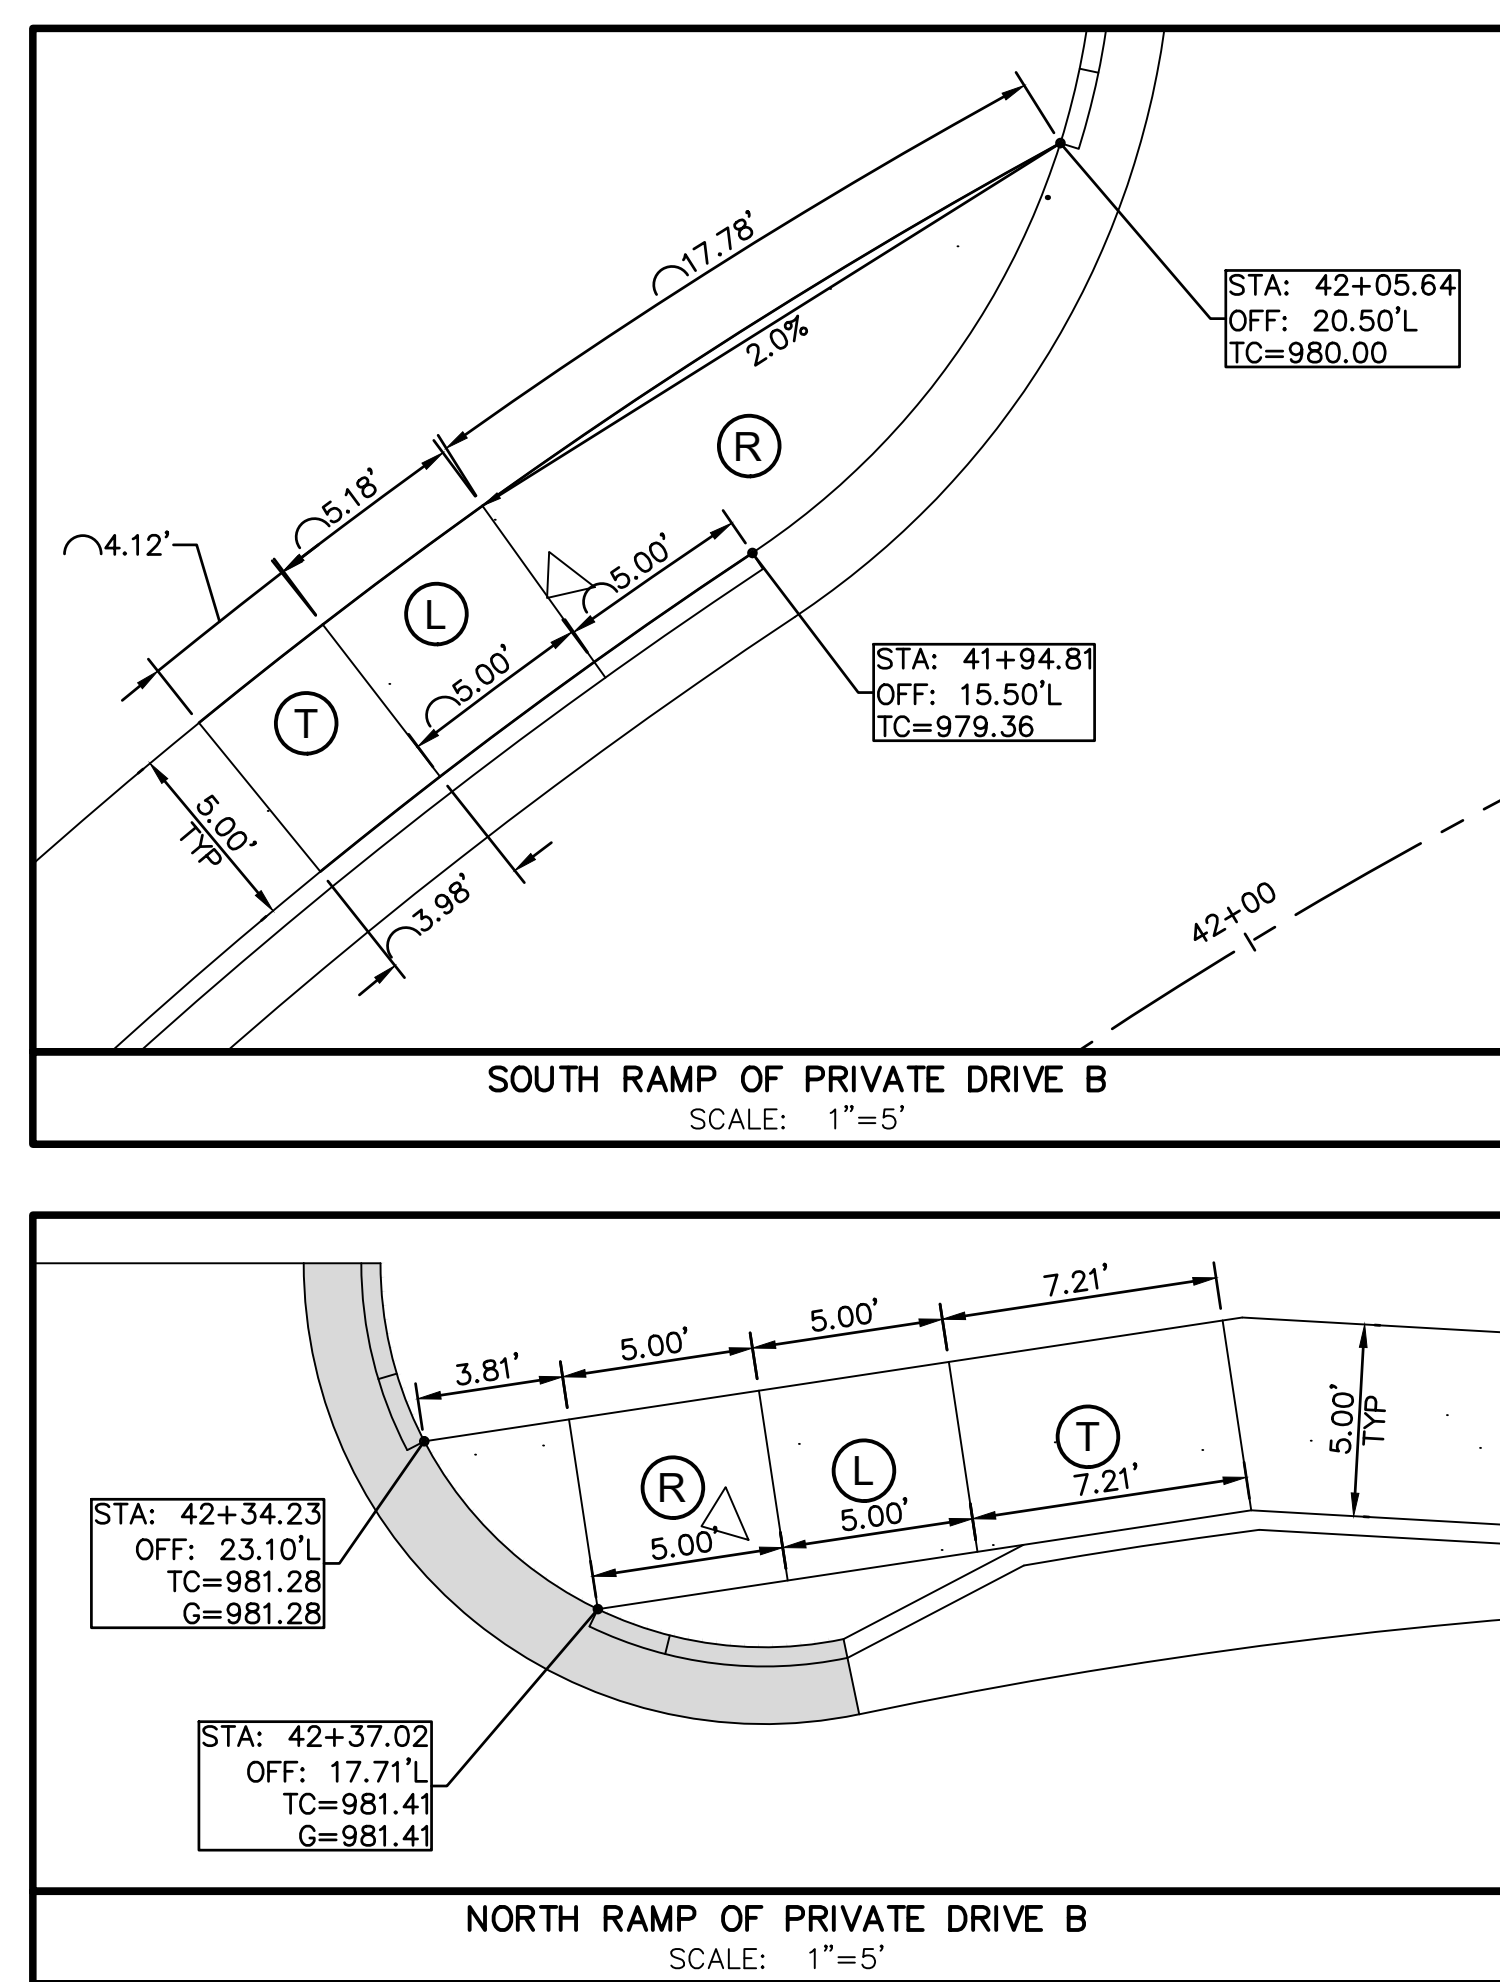 17.78'
STA: 42+05.64
OFF: 20.50'L
TC=980.00
2.0%
R
5.18'
4.12'
5.00'
L
5.00'
STA: 41+94.81
OFF: 15.50'L
TC=979.36
T
5.00'
TYP
3.98'
42+00
SOUTH RAMP OF PRIVATE DRIVE B
SCALE: 1"=5'
7.21'
5.00'
5.00'
3.81'
5.00'
TYP
T
L
R
7.21'
5.00'
5.00'
STA: 42+34.23
OFF: 23.10'L
TC=981.28
G=981.28
STA: 42+37.02
OFF: 17.71'L
TC=981.41
G=981.41
NORTH RAMP OF PRIVATE DRIVE B
SCALE: 1"=5'